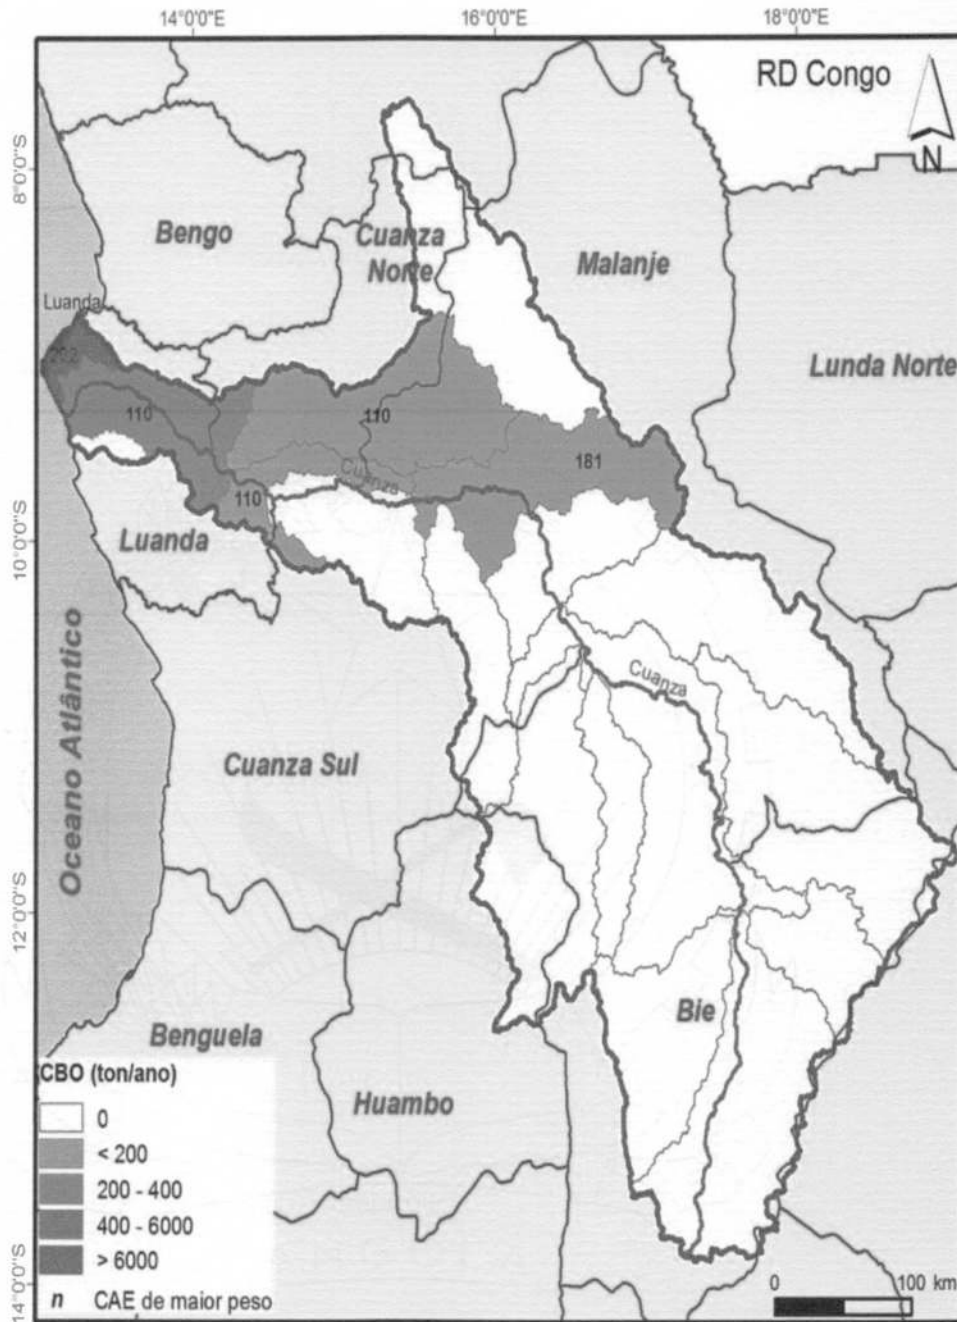 14°0'0"E
16°0'0"E
18°0'0"E
RD Congo
N
8°0'0"S
Bengo
Cuanza
Norte
Malanje
Luanda
Lunda Norte
292
110
110
181
Cuanza
110
10°0'0"S
Luanda
Oceano Atlântico
Cuanza
Cuanza Sul
12°0'0"S
Bie
Benguela
Huambo
CBO (ton/ano)
0
< 200
200 - 400
400 - 6000
> 6000
n CAE de maior peso
14°0'0"S
0 100 km